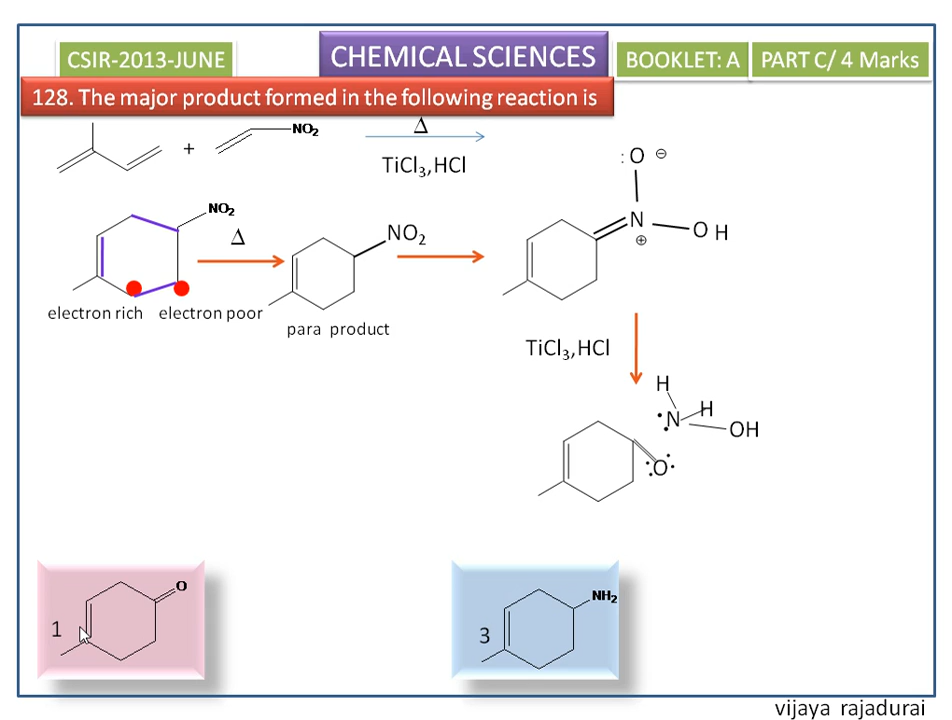 CSIR-2013-JUNE
CHEMICAL SCIENCES
BOOKLET: A
PART C/ 4 Marks
128. The major product formed in the following reaction is
+
NO2
Δ
TiCl3,HCl
NO2
Δ
NO2
: O ⊖
N
⊕
O H
electron rich electron poor
para product
TiCl3,HCl
H
N
H
OH
O
1
O
3
NH2
vijaya rajadurai